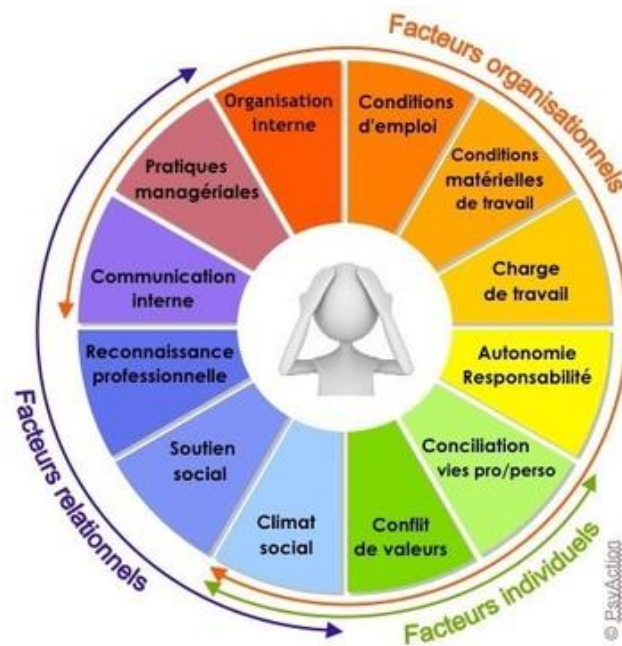 Facteurs organisationnels
Organisation
interne
Conditions
d'emploi
Conditions
matérielles
de travail
Charge
de travail
Autonomie
Responsabilité
Conciliation
vies pro/perso
Conflit
de valeurs
Climat
social
Soutien
social
Reconnaissance
professionnelle
Communication
interne
Pratiques
managériales
Facteurs relationnels
Facteurs individuels
© PsyAction